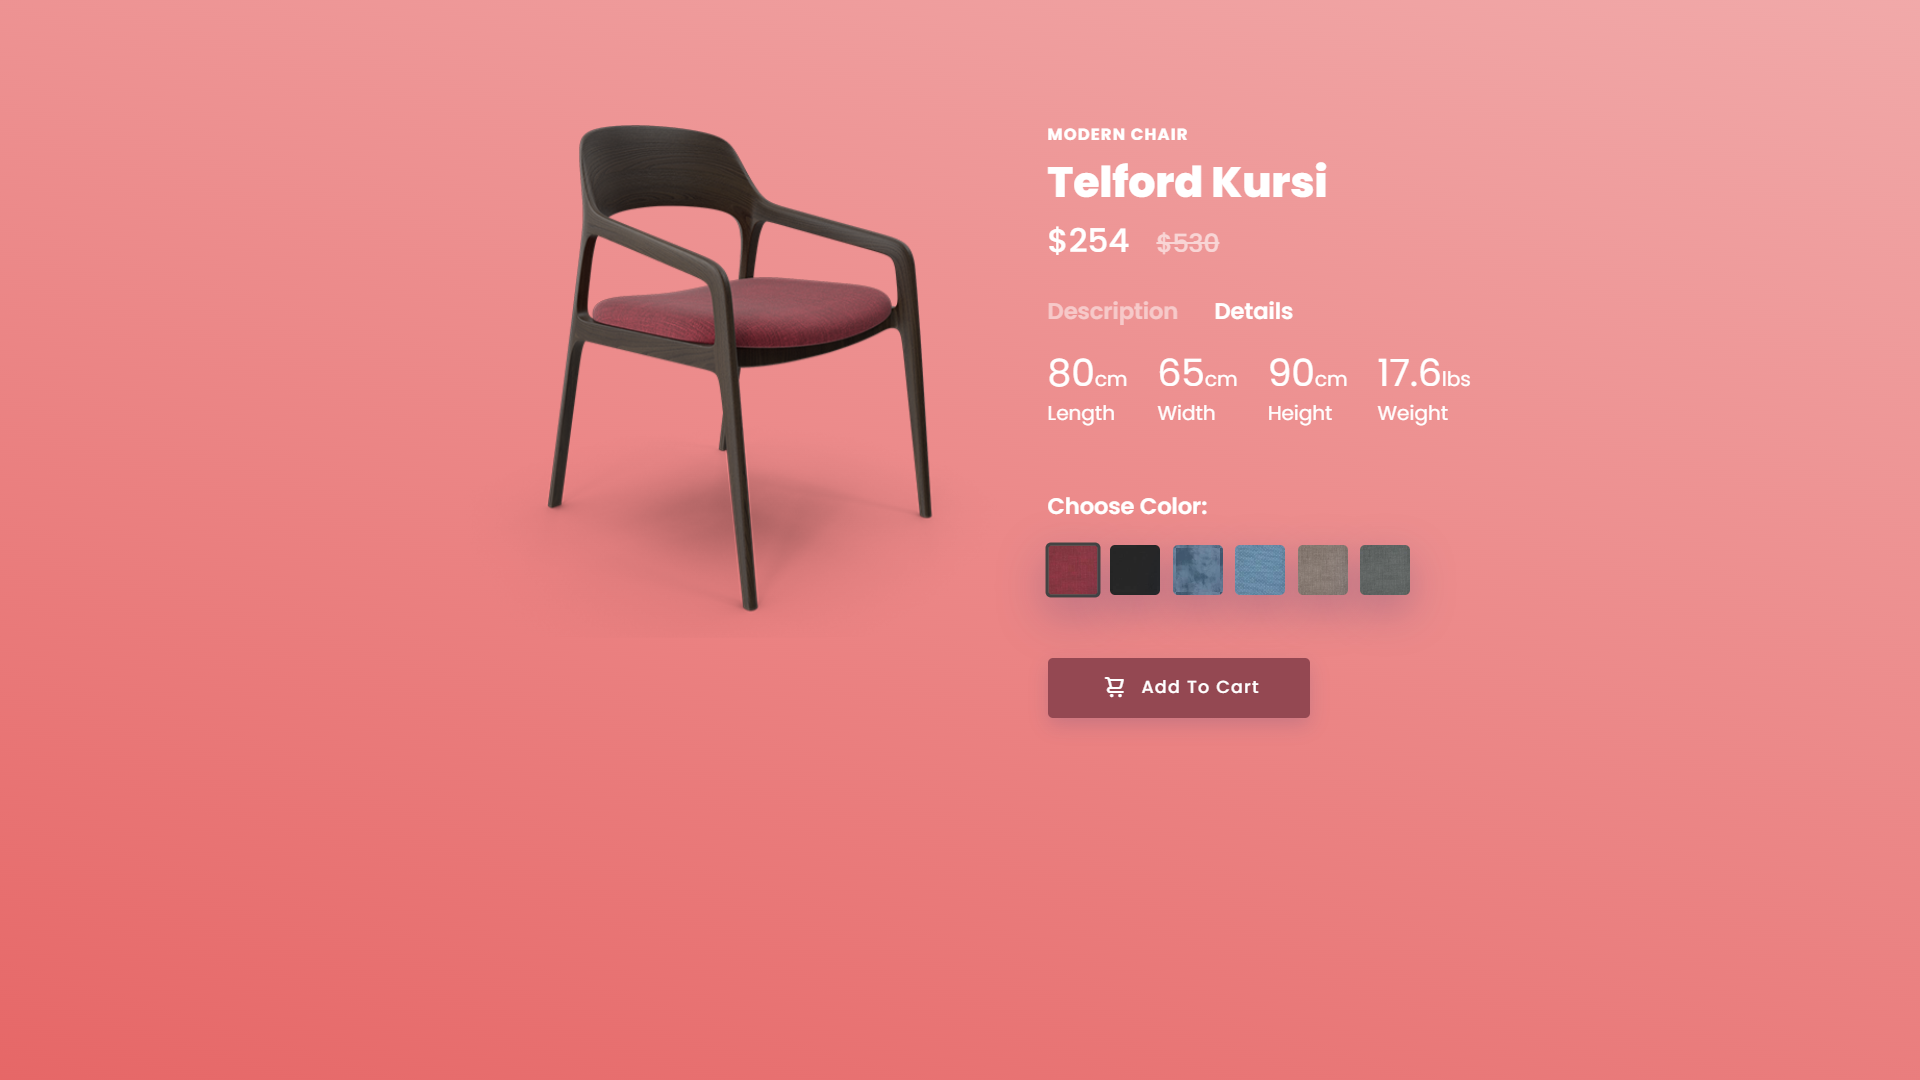 MODERN CHAIR
Telford Kursi
$254 $530
Description Details
80cm 65cm 90cm 17.6lbs
Length Width Height Weight
Choose Color:
Add To Cart